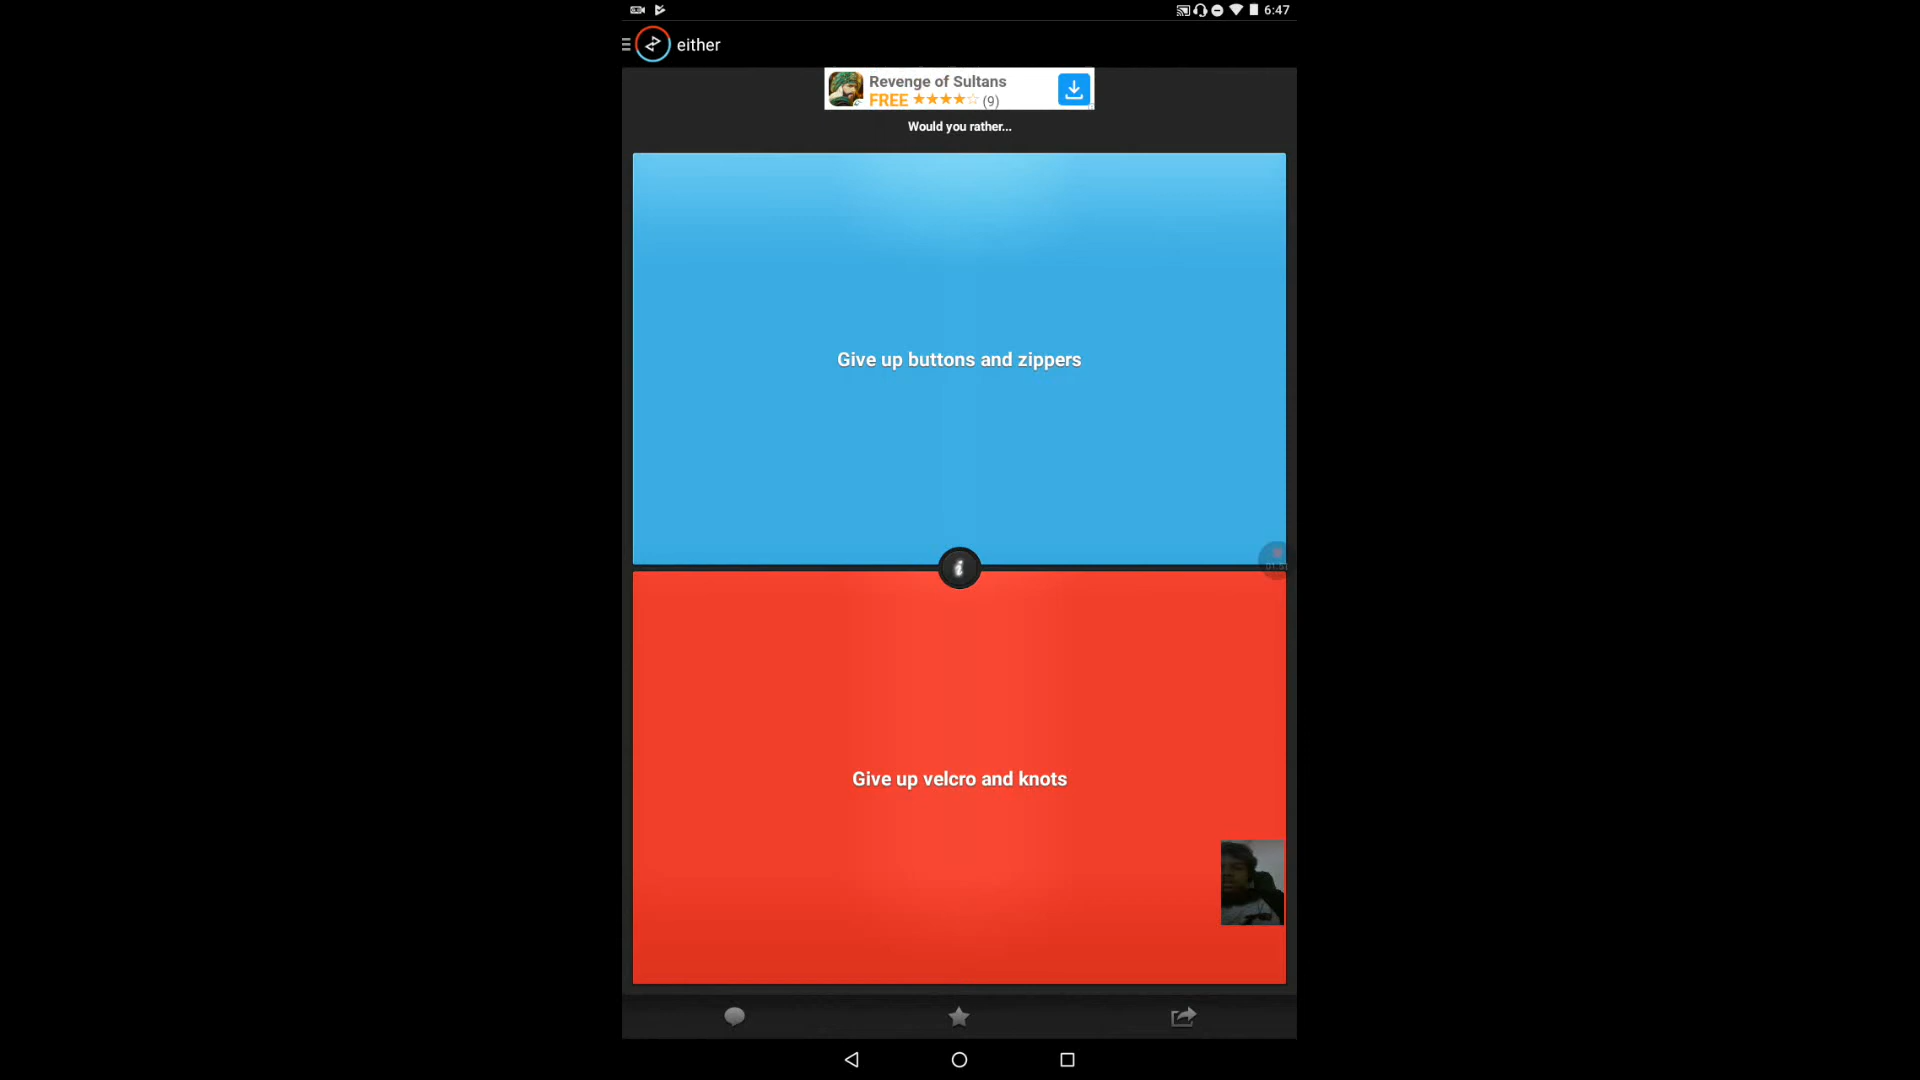 6:47
either
Revenge of Sultans
FREE ★★★★☆ (9)
Would you rather...
Give up buttons and zippers
i
Give up velcro and knots